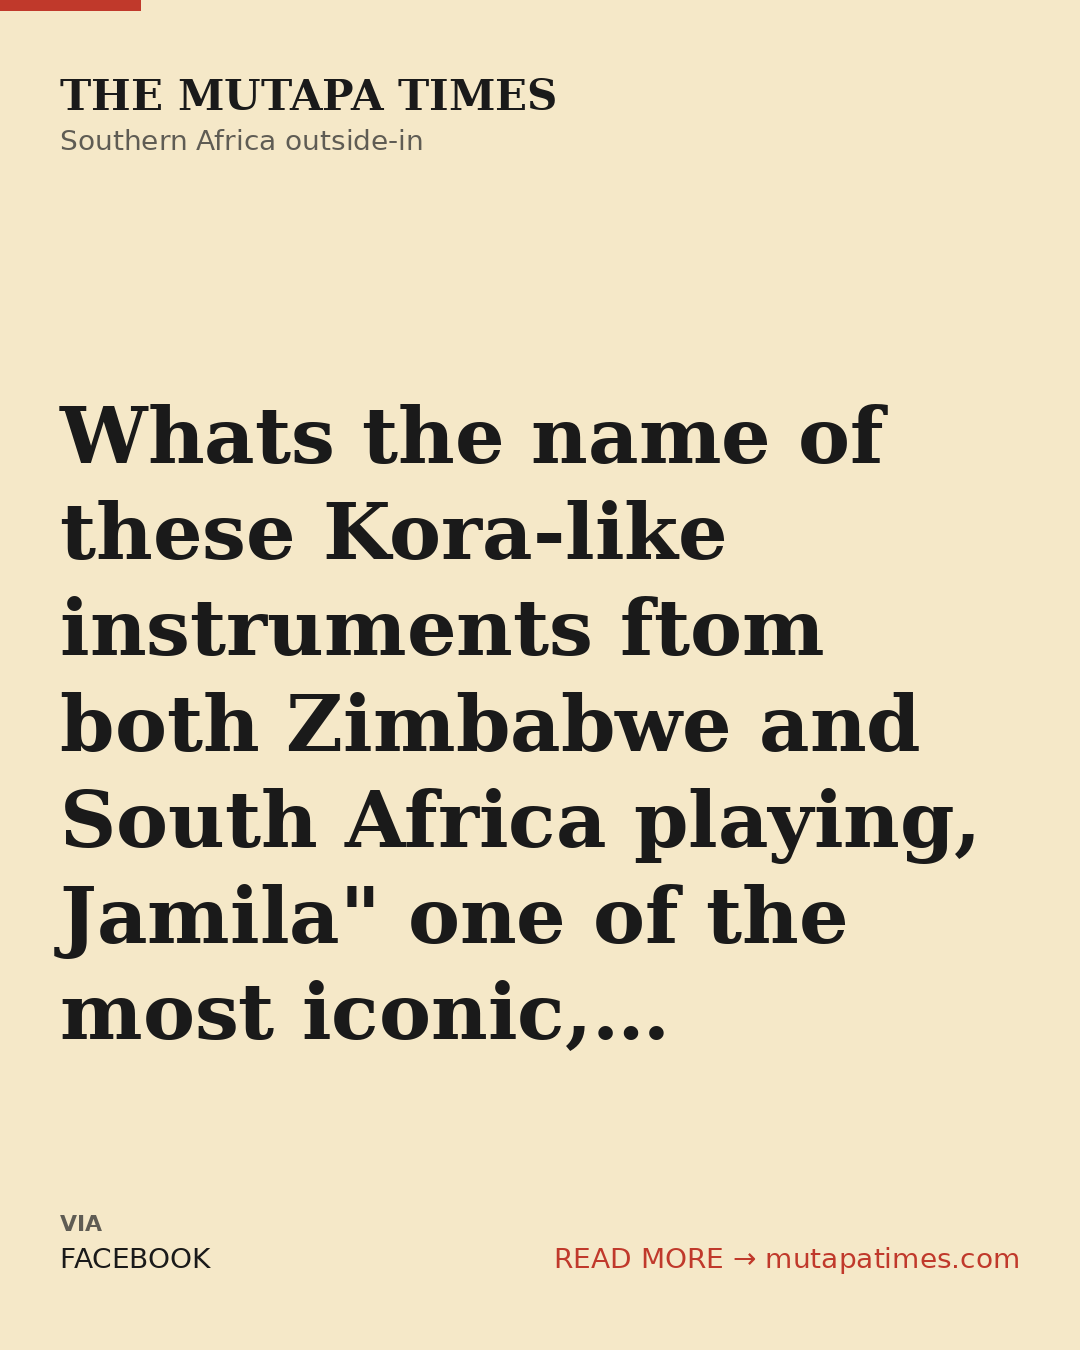 THE MUTAPA TIMES
Southern Africa outside-in
Whats the name of
these Kora-like
instruments ftom
both Zimbabwe and
South Africa playing,
Jamila" one of the
most iconic,...
VIA
FACEBOOK
READ MORE → mutapatimes.com